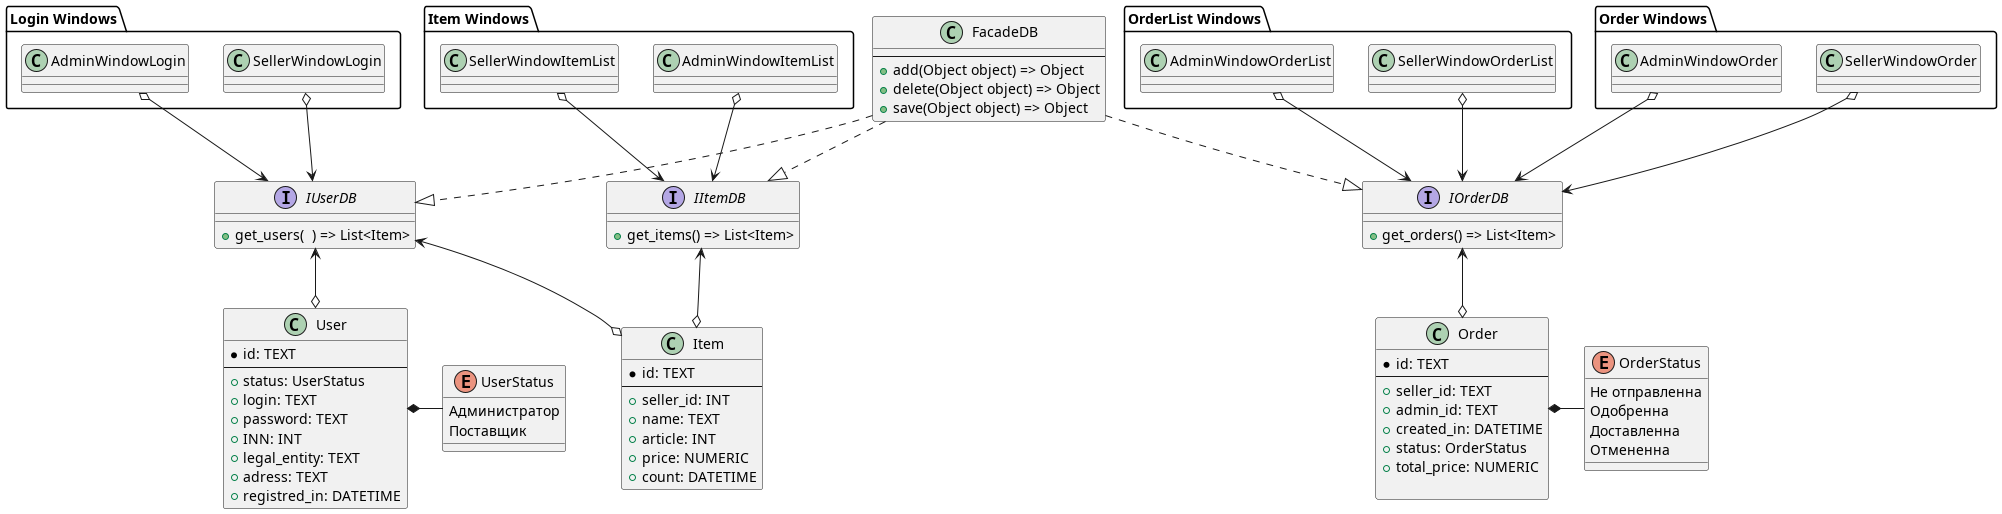 Login Windows
C AdminWindowLogin
C SellerWindowLogin
Item Windows
C SellerWindowItemList
C AdminWindowItemList
C FacadeDB
add(Object object) => Object
delete(Object object) => Object
save(Object object) => Object
OrderList Windows
C AdminWindowOrderList
C SellerWindowOrderList
Order Windows
C AdminWindowOrder
C SellerWindowOrder
I IUserDB
get_users(  ) => List<Item>
I IItemDB
get_items() => List<Item>
I IOrderDB
get_orders() => List<Item>
C User
id: TEXT
status: UserStatus
login: TEXT
password: TEXT
INN: INT
legal_entity: TEXT
adress: TEXT
registred_in: DATETIME
E UserStatus
Администратор
Поставщик
C Item
id: TEXT
seller_id: INT
name: TEXT
article: INT
price: NUMERIC
count: DATETIME
C Order
id: TEXT
seller_id: TEXT
admin_id: TEXT
created_in: DATETIME
status: OrderStatus
total_price: NUMERIC
E OrderStatus
Не отправленна
Одобренна
Доставленна
Отмененна